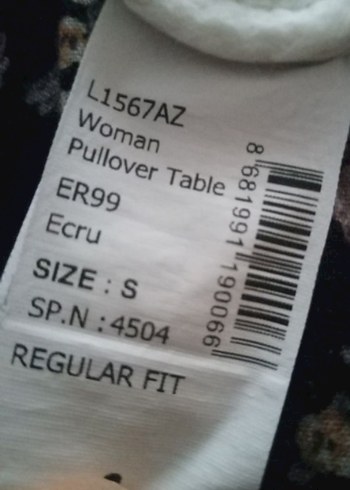 L1567AZ
Woman
Pullover Table
ER99
Ecru
SIZE : S
SP.N : 4504
REGULAR FIT
8 681991 190066